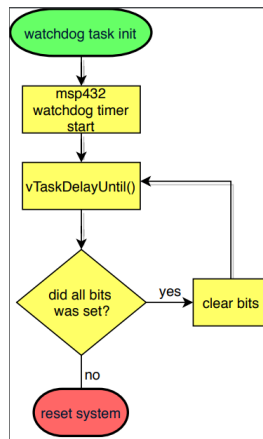 watchdog task init
msp432
watchdog timer
start
vTaskDelayUntil()
did all bits
was set?
yes
clear bits
no
reset system